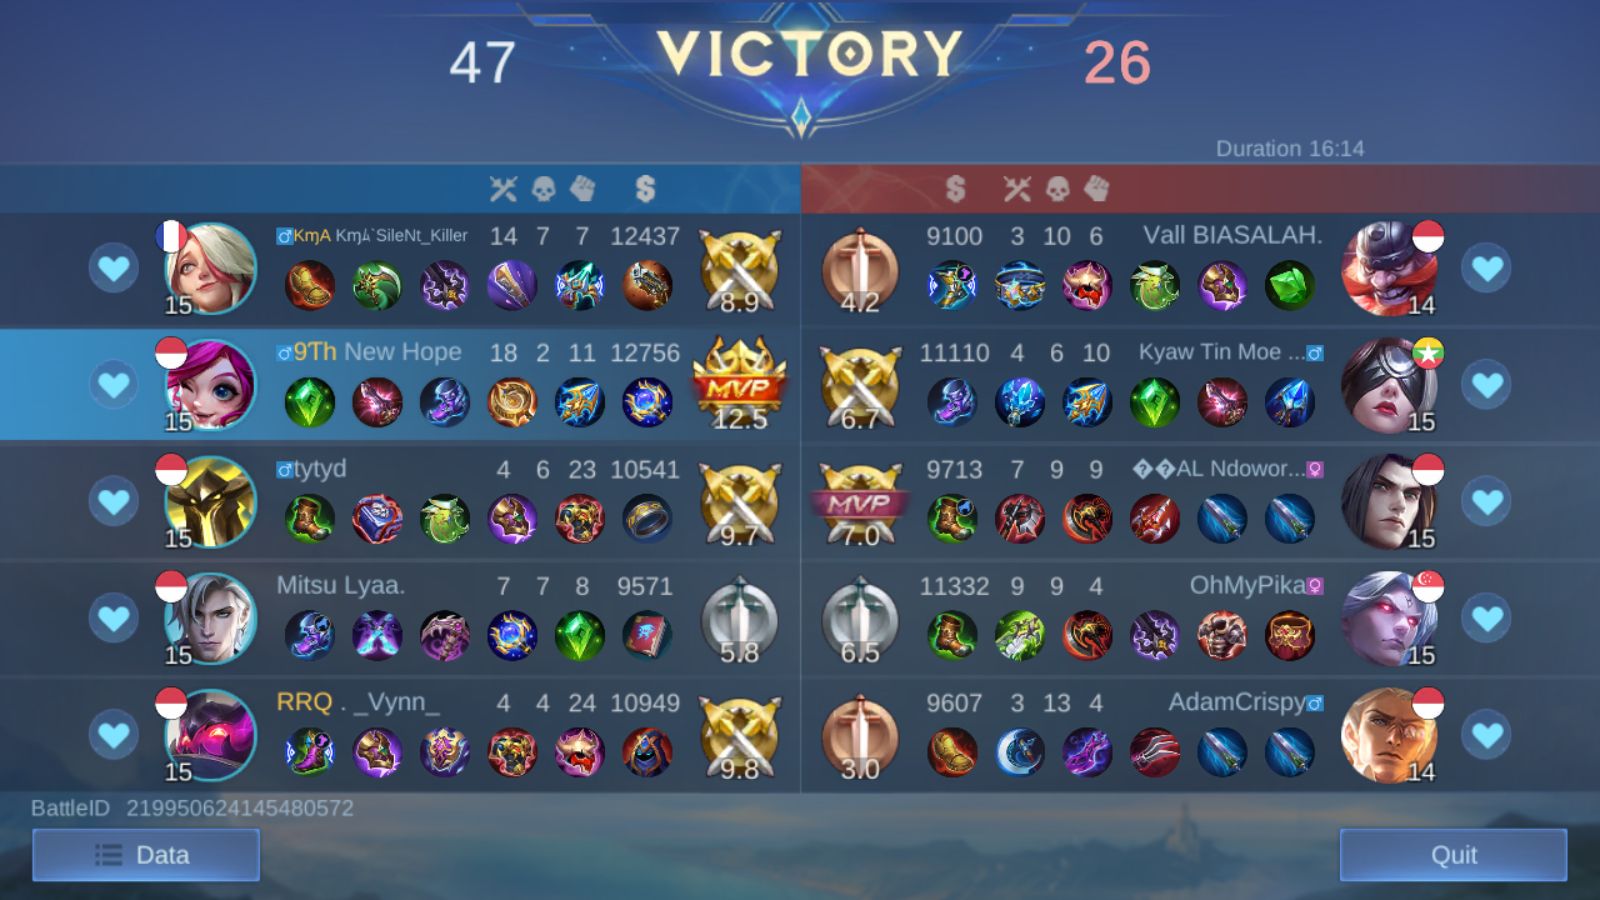 47 VICTORY 26
Duration 16:14
15 KmA SileNt_Killer 14 7 7 12437 8.9
4.2 9100 3 10 6 Vall BIASALAH. 14
15 9'Th New Hope 18 2 11 12756 MVP 12.5
6.7 11110 4 6 10 Kyaw Tin Moe ... 15
15 tytyd 4 6 23 10541 9.7
MVP 7.0 9713 7 9 9 ��AL Ndowor... 15
15 Mitsu Lyaa. 7 7 8 9571 5.8
6.5 11332 9 9 4 OhMyPika 15
15 RRQ . _Vynn_ 4 4 24 10949 9.8
3.0 9607 3 13 4 AdamCrispy 14
BattleID 219950624145480572
Data
Quit